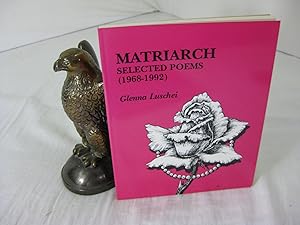 MATRIARCH
SELECTED POEMS
(1968-1992)
Glenna Luschei